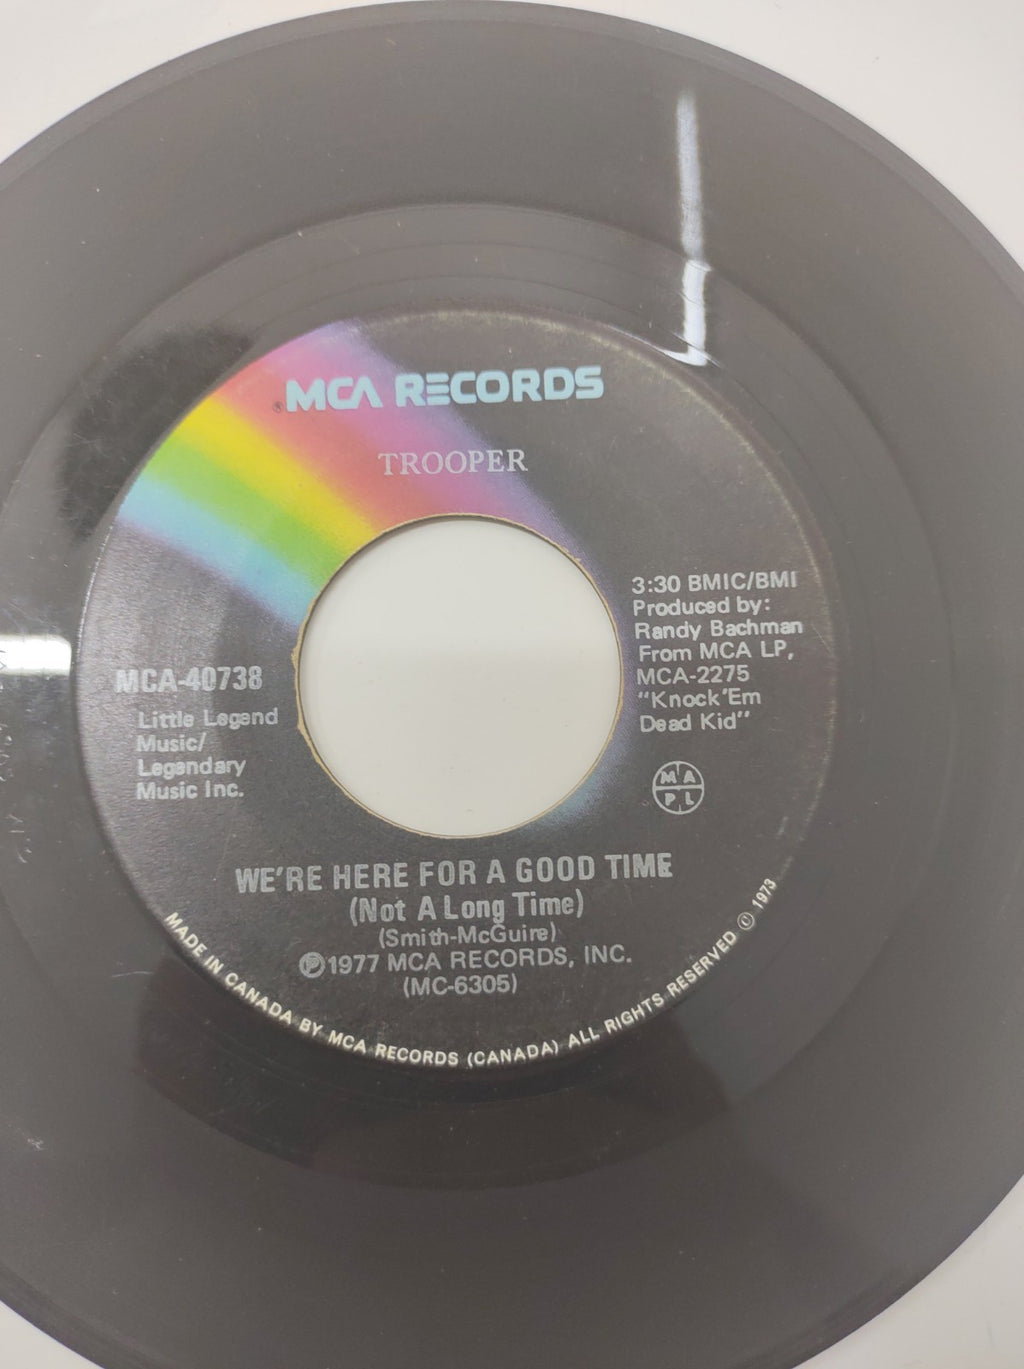 ® MCA RECORDS
TROOPER
3:30 BMIC/BMI
Produced by:
Randy Bachman
From MCA LP,
MCA-2275
"Knock 'Em
Dead Kid"
MCA-40738
Little Legend
Music/
Legendary
Music Inc.
M A
P L
WE'RE HERE FOR A GOOD TIME
(Not A Long Time)
(Smith-McGuire)
Ⓟ1977 MCA RECORDS, INC.
(MC-6305)
MADE IN CANADA BY MCA RECORDS (CANADA) ALL RIGHTS RESERVED © 1973